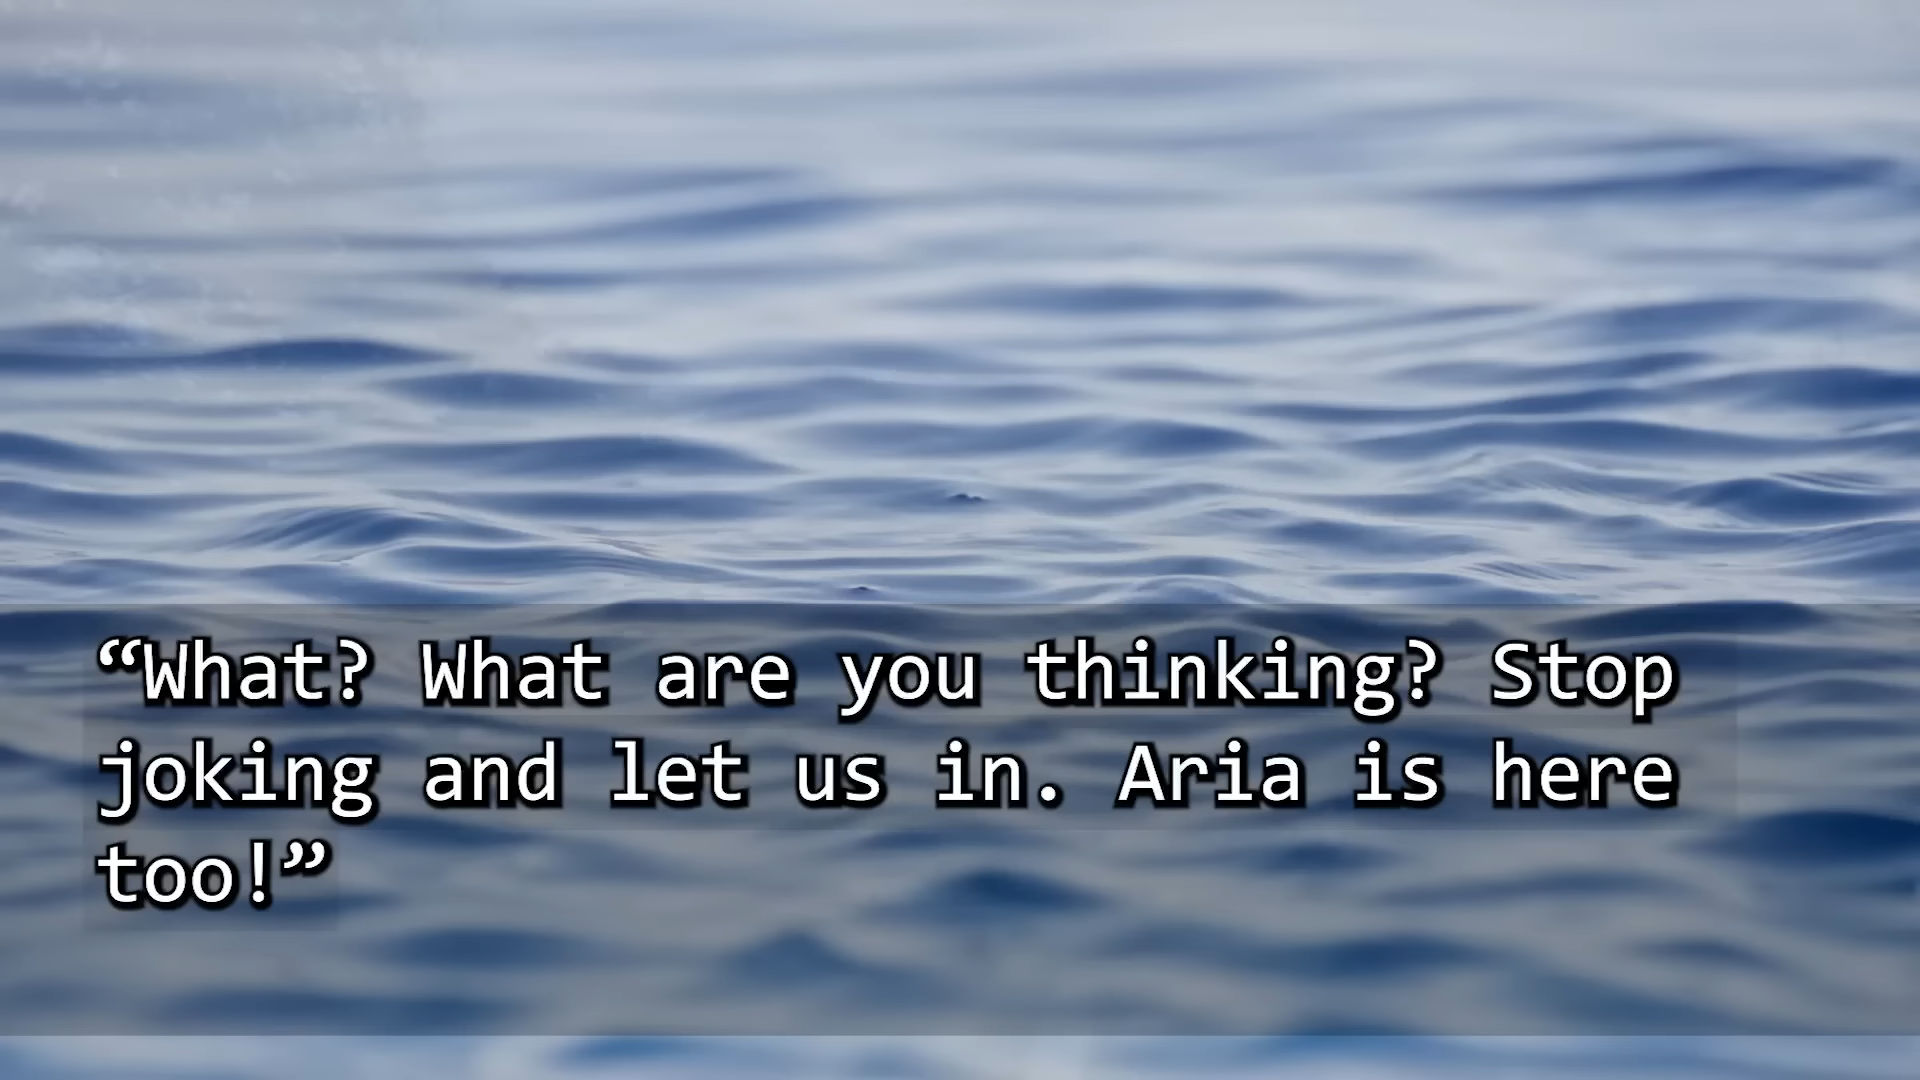 “What? What are you thinking? Stop
joking and let us in. Aria is here
too!”